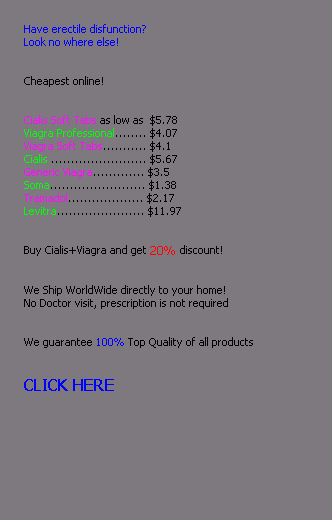 Have erectile disfunction?
Look no where else!
Cheapest online!
Cialis Soft Tabs as low as $5.78
Viagra Professional........ $4.07
Viagra Soft Tabs........... $4.1
Cialis........................ $5.67
Generic Viagra............. $3.5
Soma........................ $1.38
Tramadol................... $2.17
Levitra...................... $11.97
Buy Cialis+Viagra and get 20% discount!
We Ship WorldWide directly to your home!
No Doctor visit, prescription is not required
We guarantee 100% Top Quality of all products
CLICK HERE